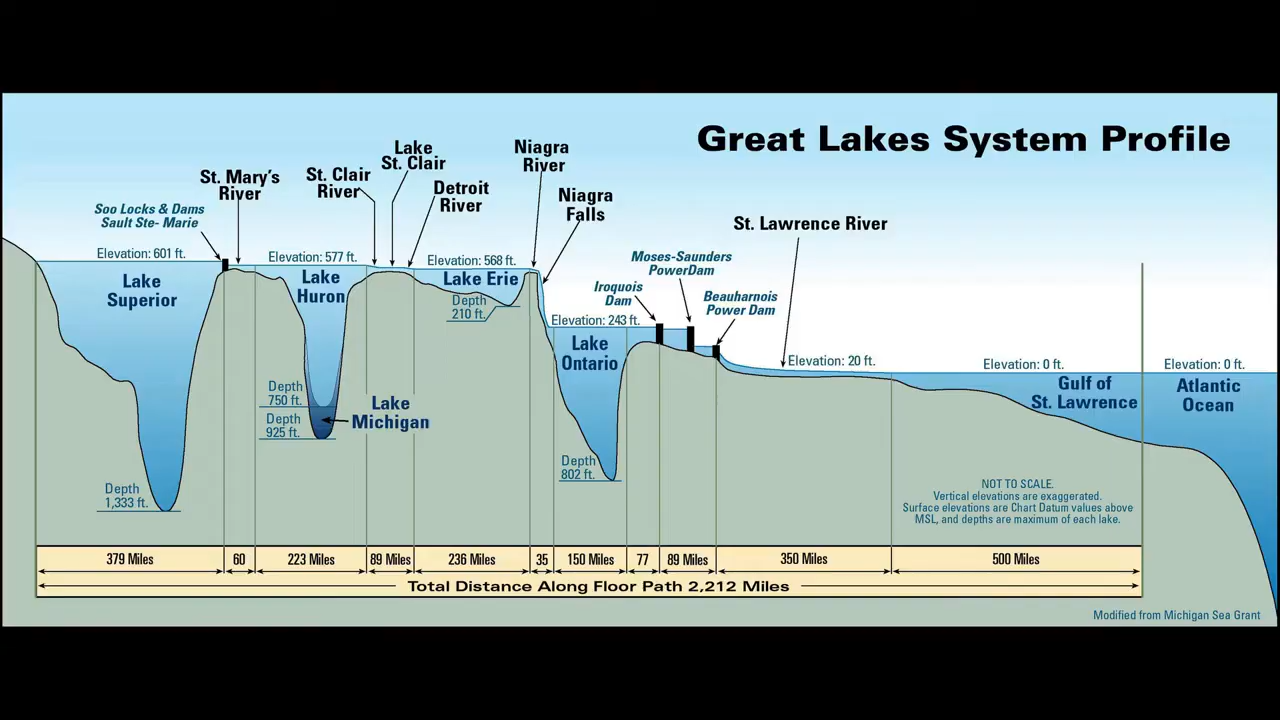 Great Lakes System Profile
Lake
St. Clair
Niagra
River
St. Mary's
River
St. Clair
River
Detroit
River
Niagra
Falls
Soo Locks & Dams
Sault Ste- Marie
St. Lawrence River
Moses-Saunders
PowerDam
Iroquois
Dam
Beauharnois
Power Dam
Elevation: 601 ft.
Elevation: 577 ft.
Elevation: 568 ft.
Elevation: 243 ft.
Elevation: 20 ft.
Elevation: 0 ft.
Elevation: 0 ft.
Lake
Superior
Lake
Huron
Lake Erie
Depth
210 ft.
Lake
Ontario
Gulf of
St. Lawrence
Atlantic
Ocean
Depth
750 ft.
Depth
925 ft.
Lake
Michigan
Depth
802 ft.
Depth
1,333 ft.
NOT TO SCALE.
Vertical elevations are exaggerated.
Surface elevations are Chart Datum values above
MSL, and depths are maximum of each lake.
379 Miles
60
223 Miles
89 Miles
236 Miles
35
150 Miles
77
89 Miles
350 Miles
500 Miles
Total Distance Along Floor Path 2,212 Miles
Modified from Michigan Sea Grant